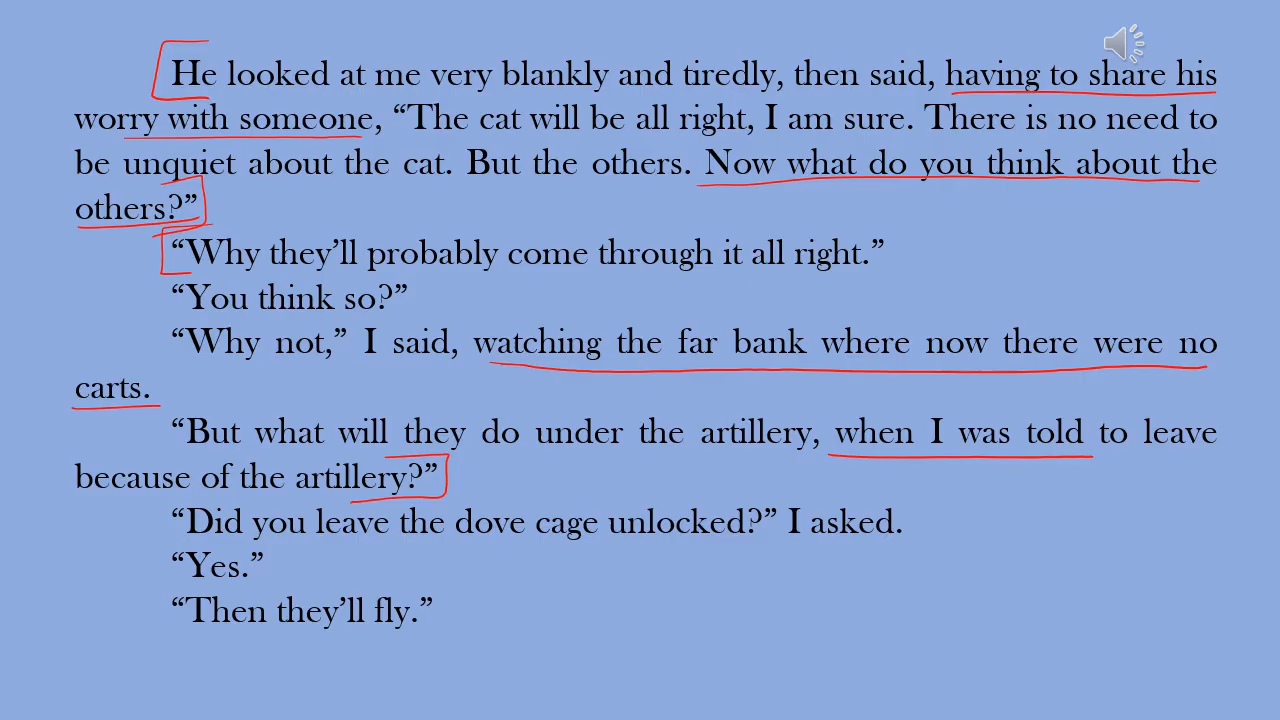 He looked at me very blankly and tiredly, then said, having to share his
worry with someone, “The cat will be all right, I am sure. There is no need to
be unquiet about the cat. But the others. Now what do you think about the
others?”
“Why they’ll probably come through it all right.”
“You think so?”
“Why not,” I said, watching the far bank where now there were no
carts.
“But what will they do under the artillery, when I was told to leave
because of the artillery?”
“Did you leave the dove cage unlocked?” I asked.
“Yes.”
“Then they’ll fly.”